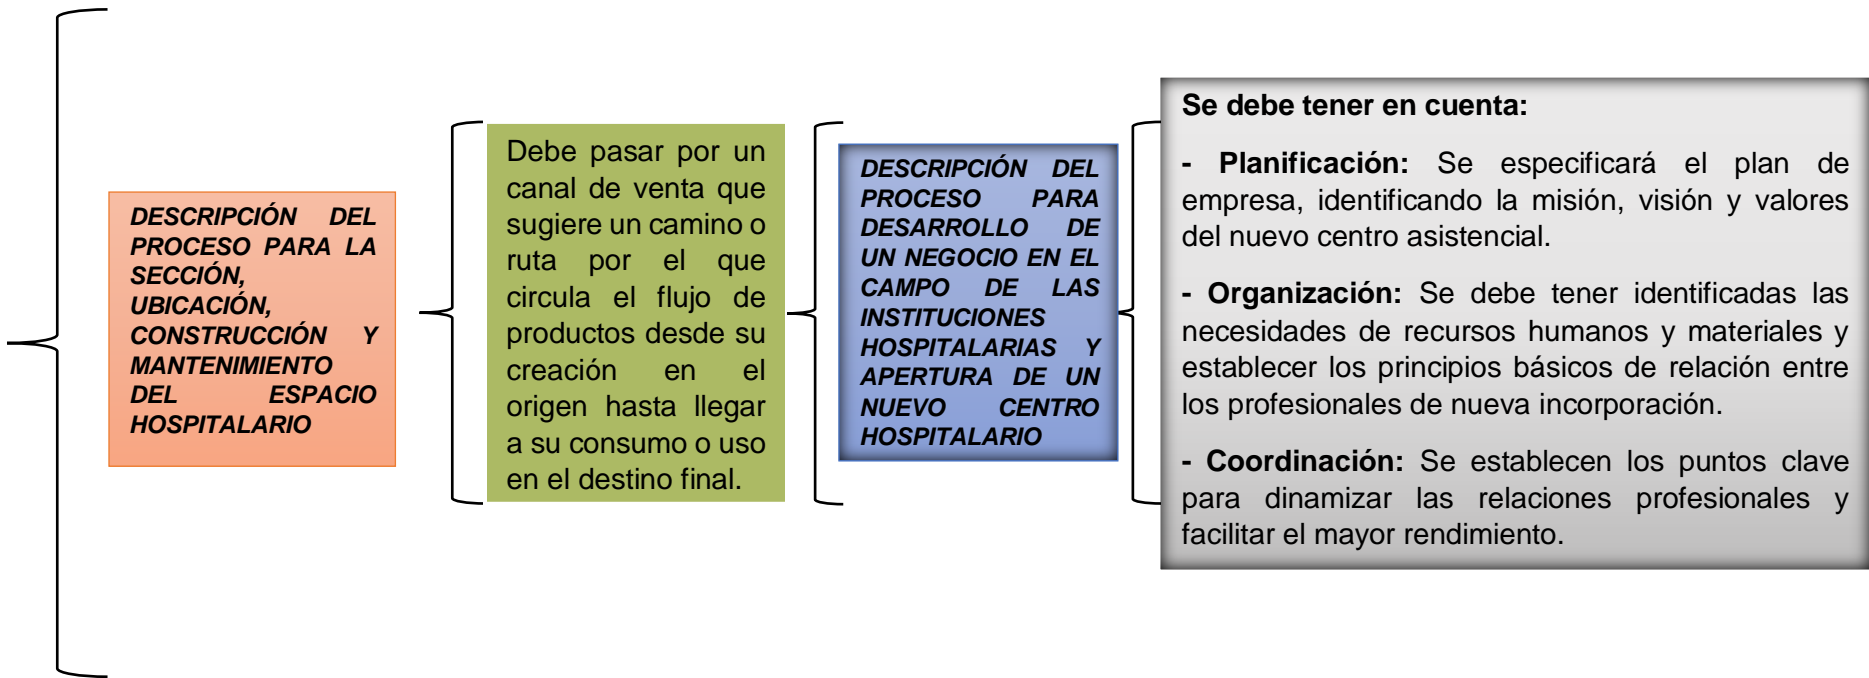 DESCRIPCIÓN DEL
PROCESO PARA LA
SECCIÓN,
UBICACIÓN,
CONSTRUCCIÓN Y
MANTENIMIENTO
DEL ESPACIO
HOSPITALARIO
Debe pasar por un
canal de venta que
sugiere un camino o
ruta por el que
circula el flujo de
productos desde su
creación en el
origen hasta llegar
a su consumo o uso
en el destino final.
DESCRIPCIÓN DEL
PROCESO PARA
DESARROLLO DE
UN NEGOCIO EN EL
CAMPO DE LAS
INSTITUCIONES
HOSPITALARIAS Y
APERTURA DE UN
NUEVO CENTRO
HOSPITALARIO
Se debe tener en cuenta:
- Planificación: Se especificará el plan de
empresa, identificando la misión, visión y valores
del nuevo centro asistencial.
- Organización: Se debe tener identificadas las
necesidades de recursos humanos y materiales y
establecer los principios básicos de relación entre
los profesionales de nueva incorporación.
- Coordinación: Se establecen los puntos clave
para dinamizar las relaciones profesionales y
facilitar el mayor rendimiento.